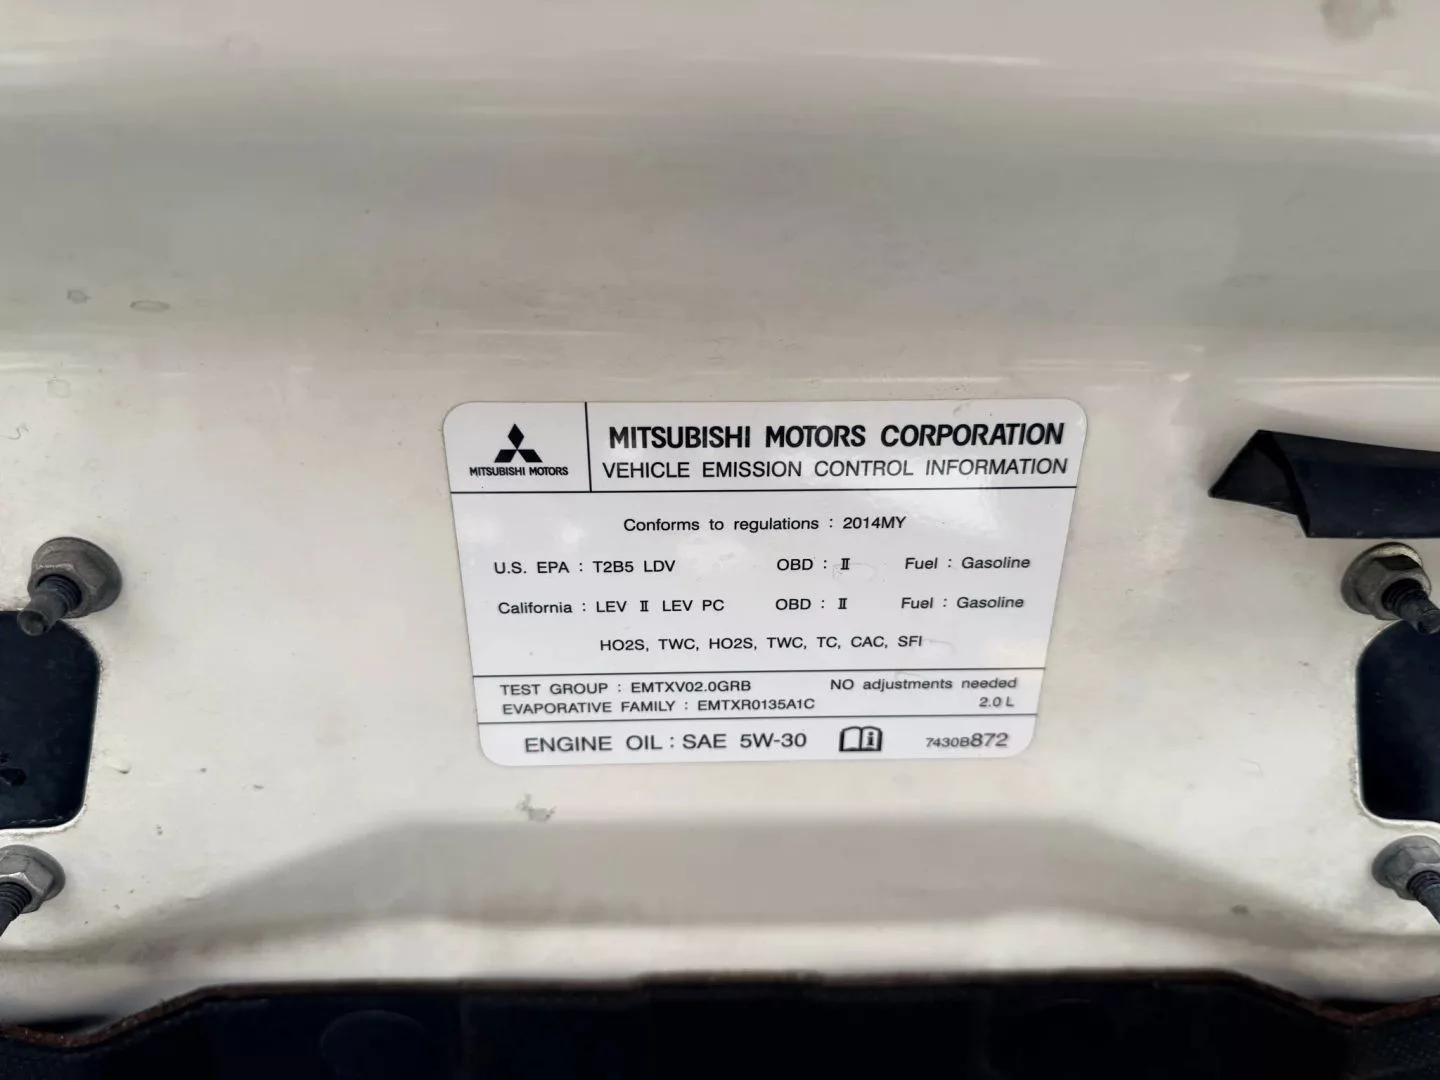 MITSUBISHI MOTORS
MITSUBISHI MOTORS CORPORATION
VEHICLE EMISSION CONTROL INFORMATION
Conforms to regulations : 2014MY
U.S. EPA : T2B5 LDV OBD : II Fuel : Gasoline
California : LEV II LEV PC OBD : II Fuel : Gasoline
HO2S, TWC, HO2S, TWC, TC, CAC, SFI
TEST GROUP : EMTXV02.0GRB NO adjustments needed
EVAPORATIVE FAMILY : EMTXR0135A1C 2.0 L
ENGINE OIL : SAE 5W-30 7430B872